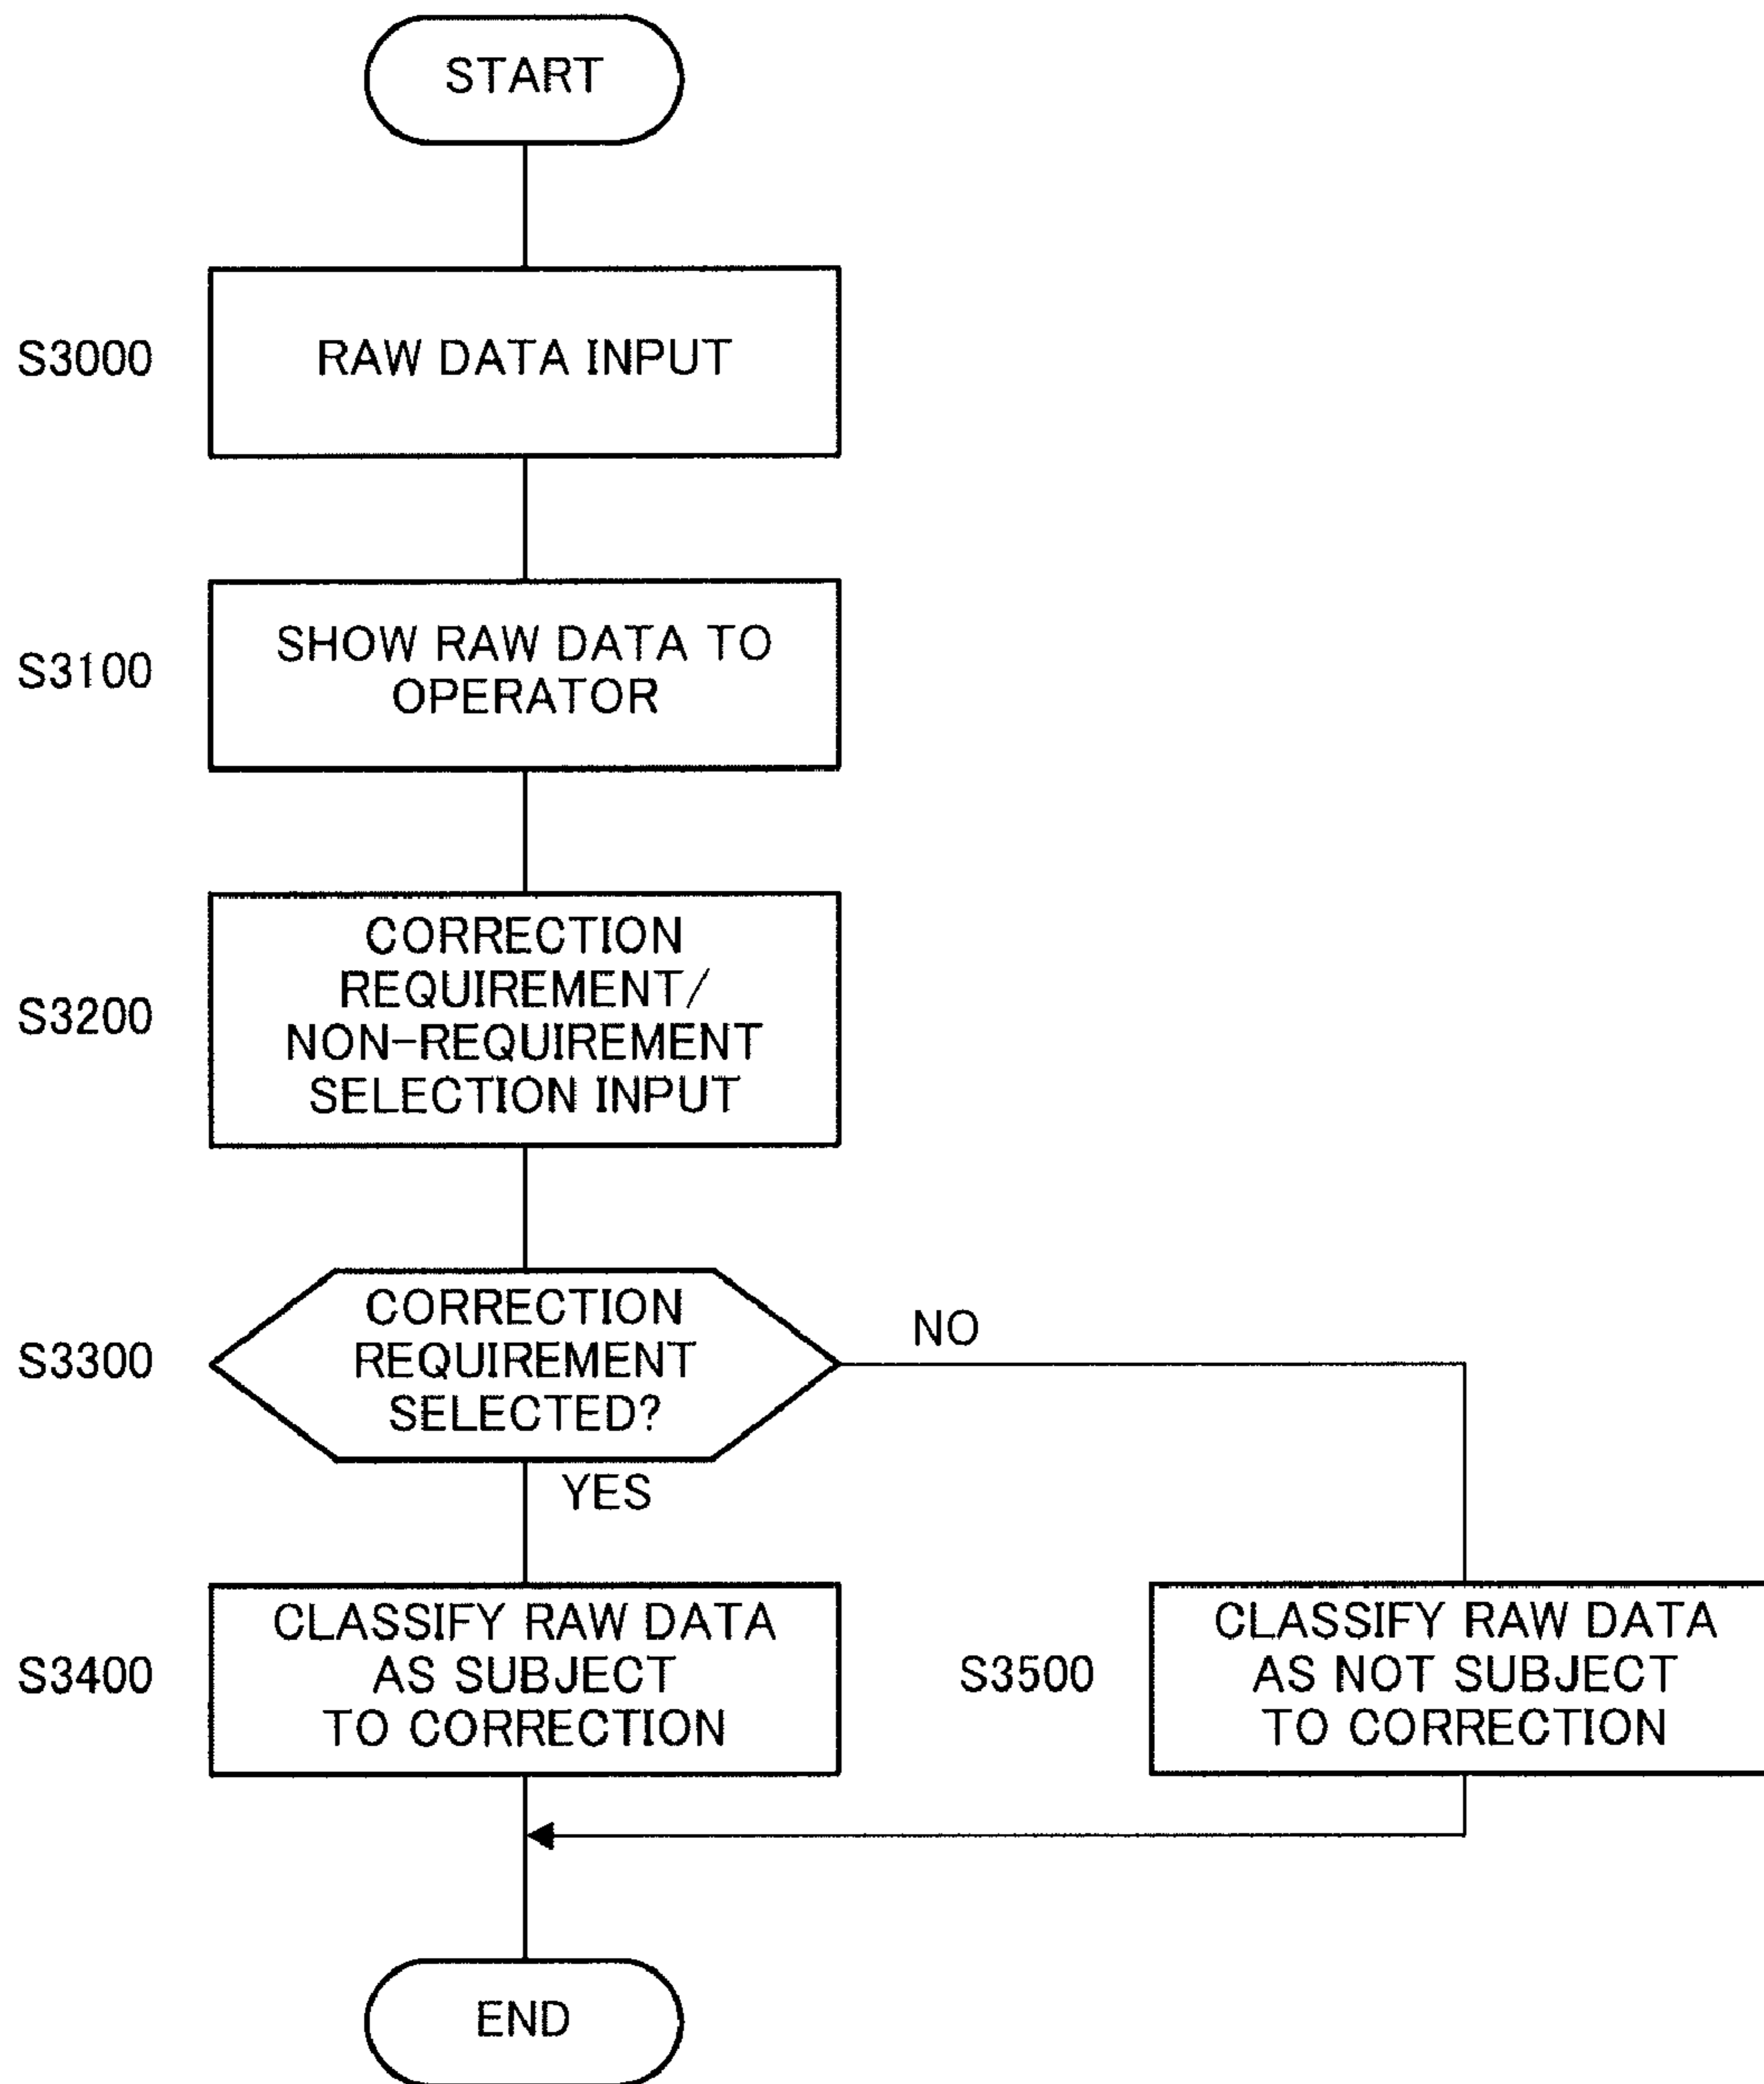 START
S3000
RAW DATA INPUT
S3100
SHOW RAW DATA TO
OPERATOR
S3200
CORRECTION
REQUIREMENT/
NON-REQUIREMENT
SELECTION INPUT
S3300
CORRECTION
REQUIREMENT
SELECTED?
NO
YES
S3400
CLASSIFY RAW DATA
AS SUBJECT
TO CORRECTION
S3500
CLASSIFY RAW DATA
AS NOT SUBJECT
TO CORRECTION
END